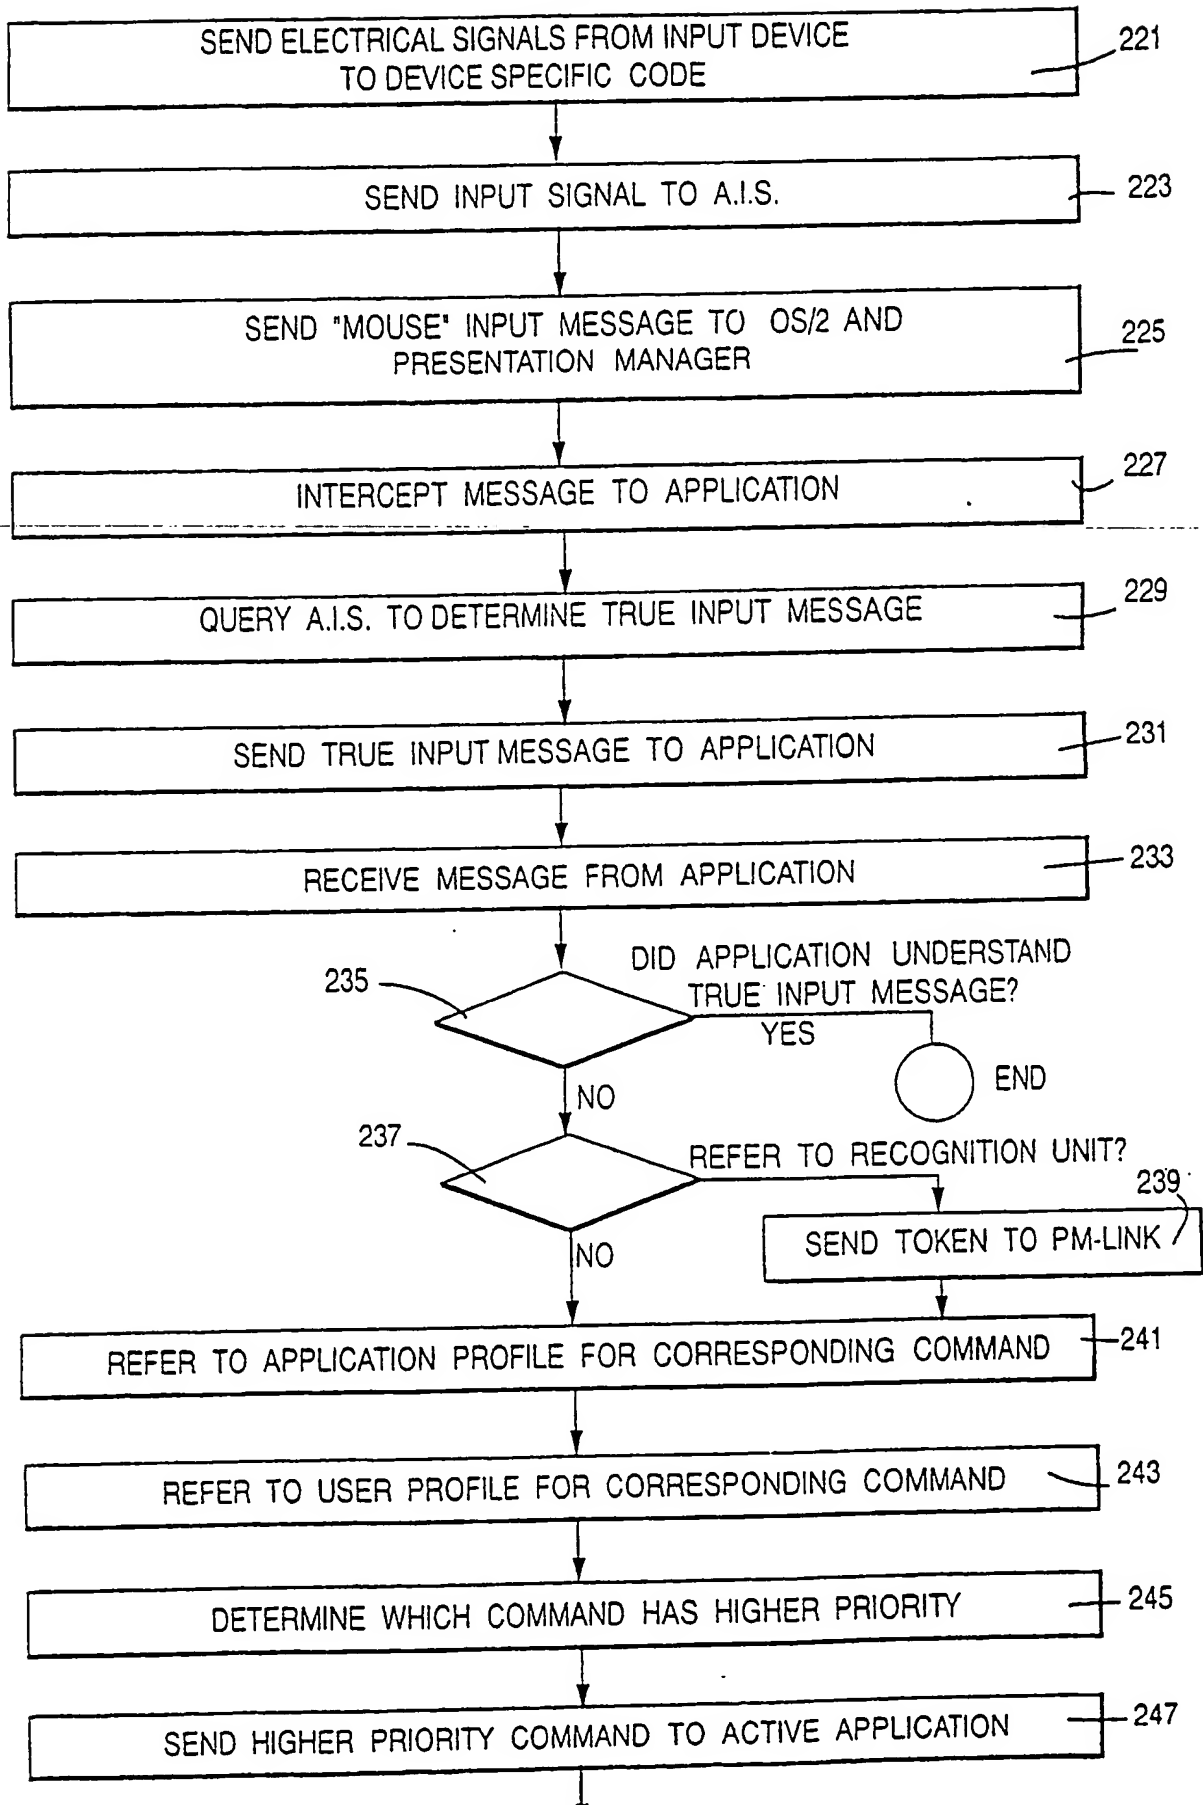 SEND ELECTRICAL SIGNALS FROM INPUT DEVICE
TO DEVICE SPECIFIC CODE
221
SEND INPUT SIGNAL TO A.I.S.
223
SEND "MOUSE" INPUT MESSAGE TO OS/2 AND
PRESENTATION MANAGER
225
INTERCEPT MESSAGE TO APPLICATION
227
QUERY A.I.S. TO DETERMINE TRUE INPUT MESSAGE
229
SEND TRUE INPUT MESSAGE TO APPLICATION
231
RECEIVE MESSAGE FROM APPLICATION
233
235
DID APPLICATION UNDERSTAND
TRUE INPUT MESSAGE?
YES
END
NO
237
REFER TO RECOGNITION UNIT?
239
SEND TOKEN TO PM-LINK
NO
REFER TO APPLICATION PROFILE FOR CORRESPONDING COMMAND
241
REFER TO USER PROFILE FOR CORRESPONDING COMMAND
243
DETERMINE WHICH COMMAND HAS HIGHER PRIORITY
245
SEND HIGHER PRIORITY COMMAND TO ACTIVE APPLICATION
247